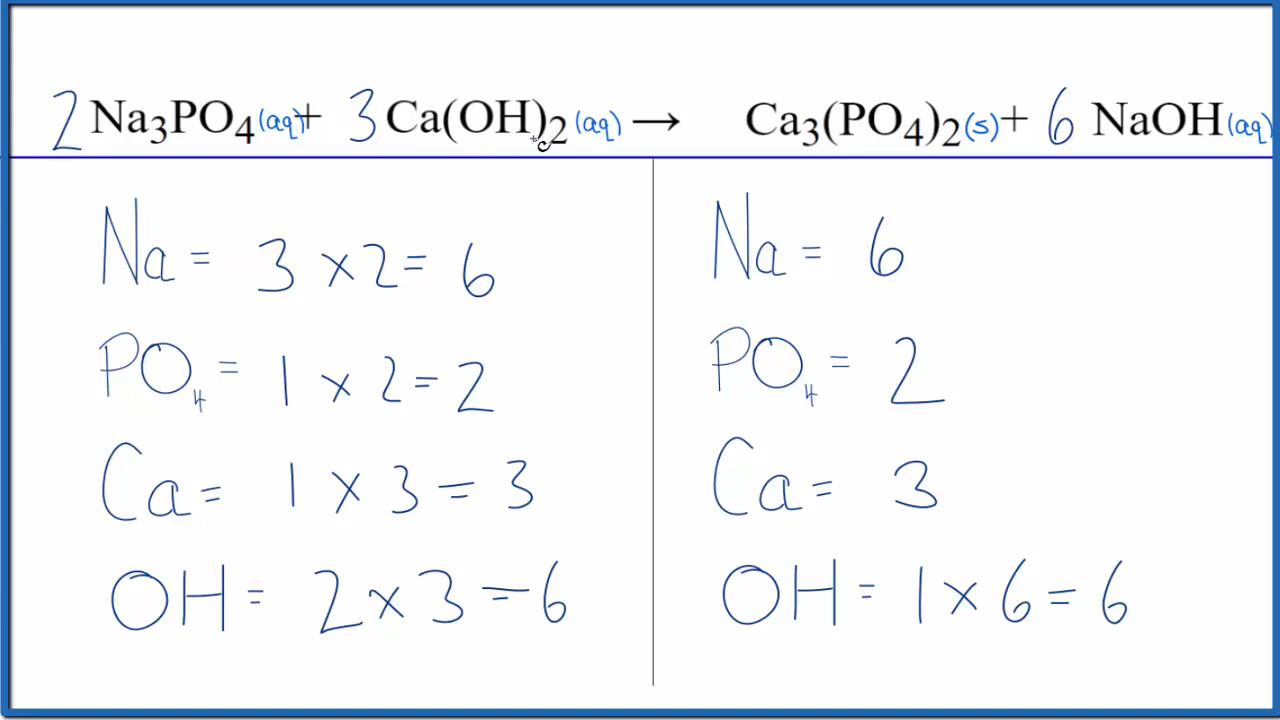 2 Na₃PO₄(aq) + 3 Ca(OH)₂(aq) → Ca₃(PO₄)₂(s) + 6 NaOH(aq)
Na = 3 x 2 = 6
PO₄ = 1 x 2 = 2
Ca = 1 x 3 = 3
OH = 2 x 3 = 6
Na = 6
PO₄ = 2
Ca = 3
OH = 1 x 6 = 6